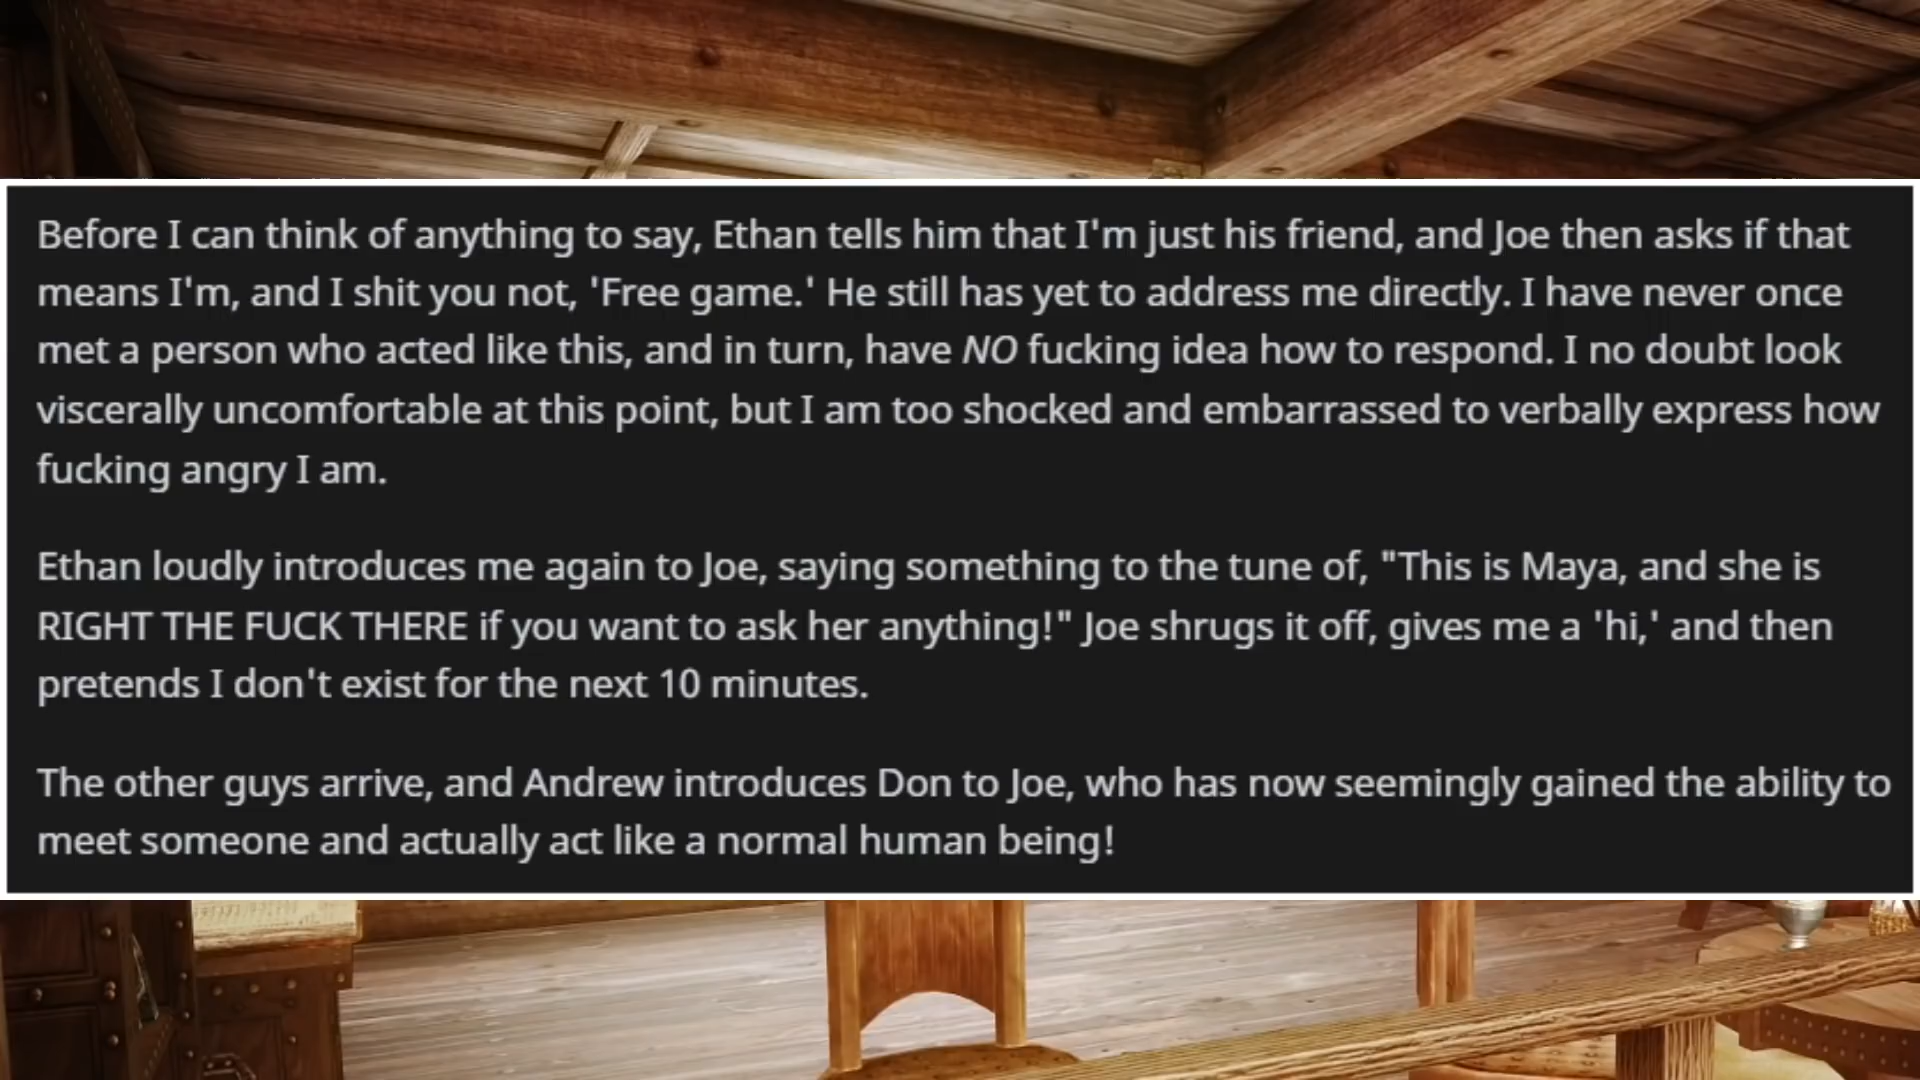 Before I can think of anything to say, Ethan tells him that I'm just his friend, and Joe then asks if that
means I'm, and I shit you not, 'Free game.' He still has yet to address me directly. I have never once
met a person who acted like this, and in turn, have NO fucking idea how to respond. I no doubt look
viscerally uncomfortable at this point, but I am too shocked and embarrassed to verbally express how
fucking angry I am.
Ethan loudly introduces me again to Joe, saying something to the tune of, "This is Maya, and she is
RIGHT THE FUCK THERE if you want to ask her anything!" Joe shrugs it off, gives me a 'hi,' and then
pretends I don't exist for the next 10 minutes.
The other guys arrive, and Andrew introduces Don to Joe, who has now seemingly gained the ability to
meet someone and actually act like a normal human being!